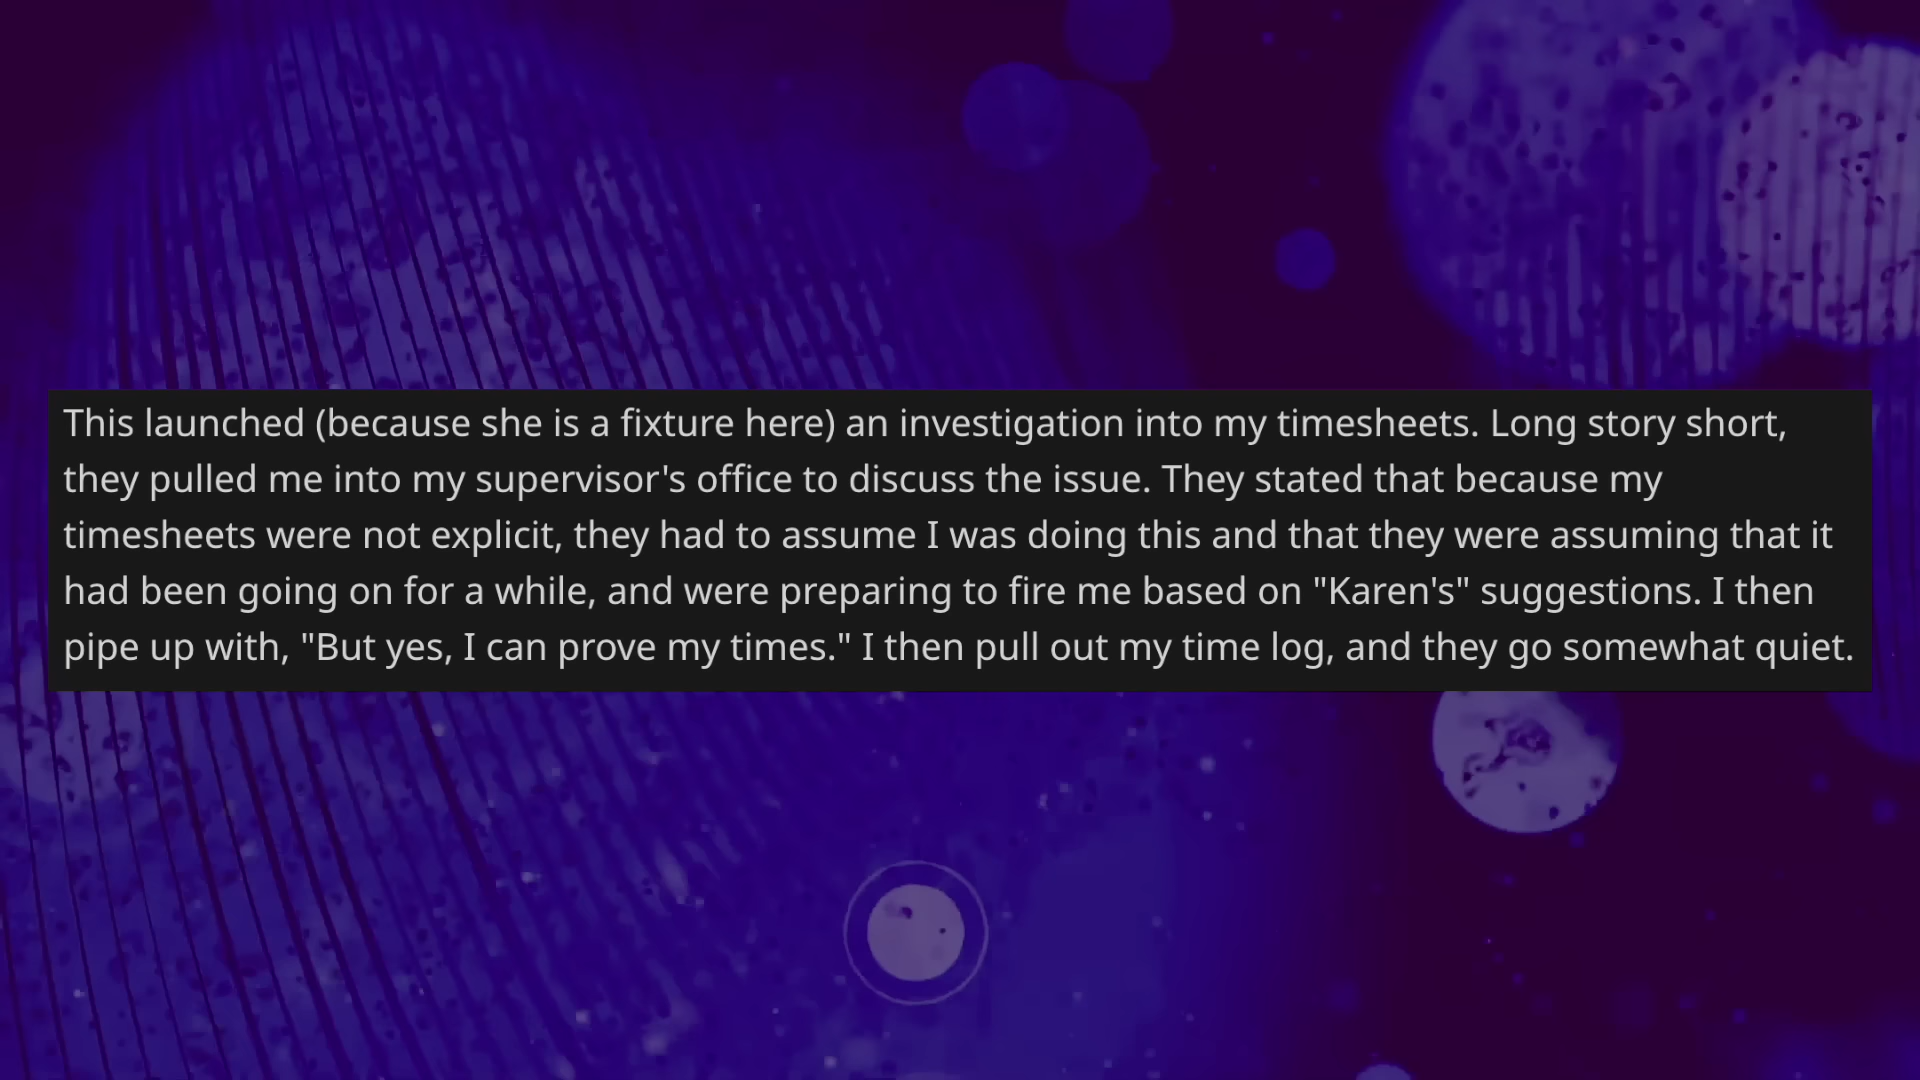 This launched (because she is a fixture here) an investigation into my timesheets. Long story short,
they pulled me into my supervisor's office to discuss the issue. They stated that because my
timesheets were not explicit, they had to assume I was doing this and that they were assuming that it
had been going on for a while, and were preparing to fire me based on "Karen's" suggestions. I then
pipe up with, "But yes, I can prove my times." I then pull out my time log, and they go somewhat quiet.